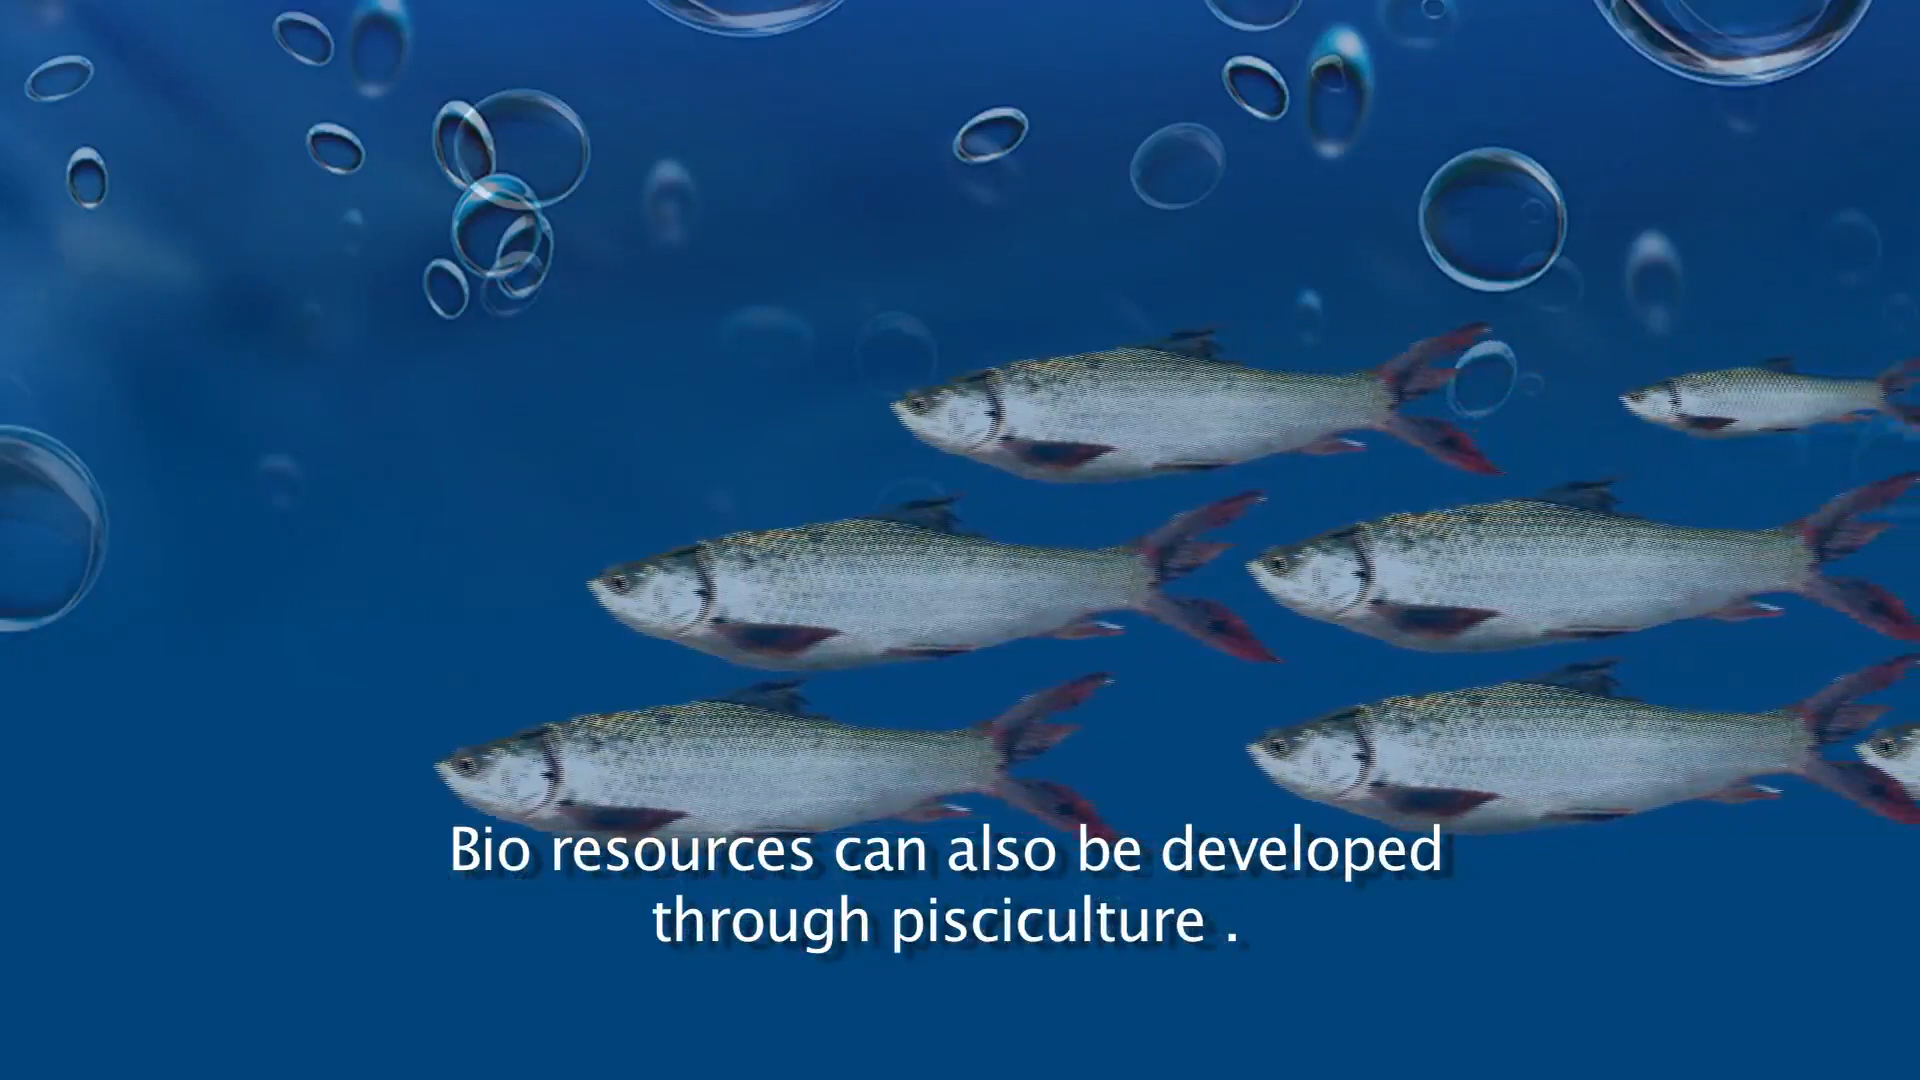 Bio resources can also be developed
through pisciculture .